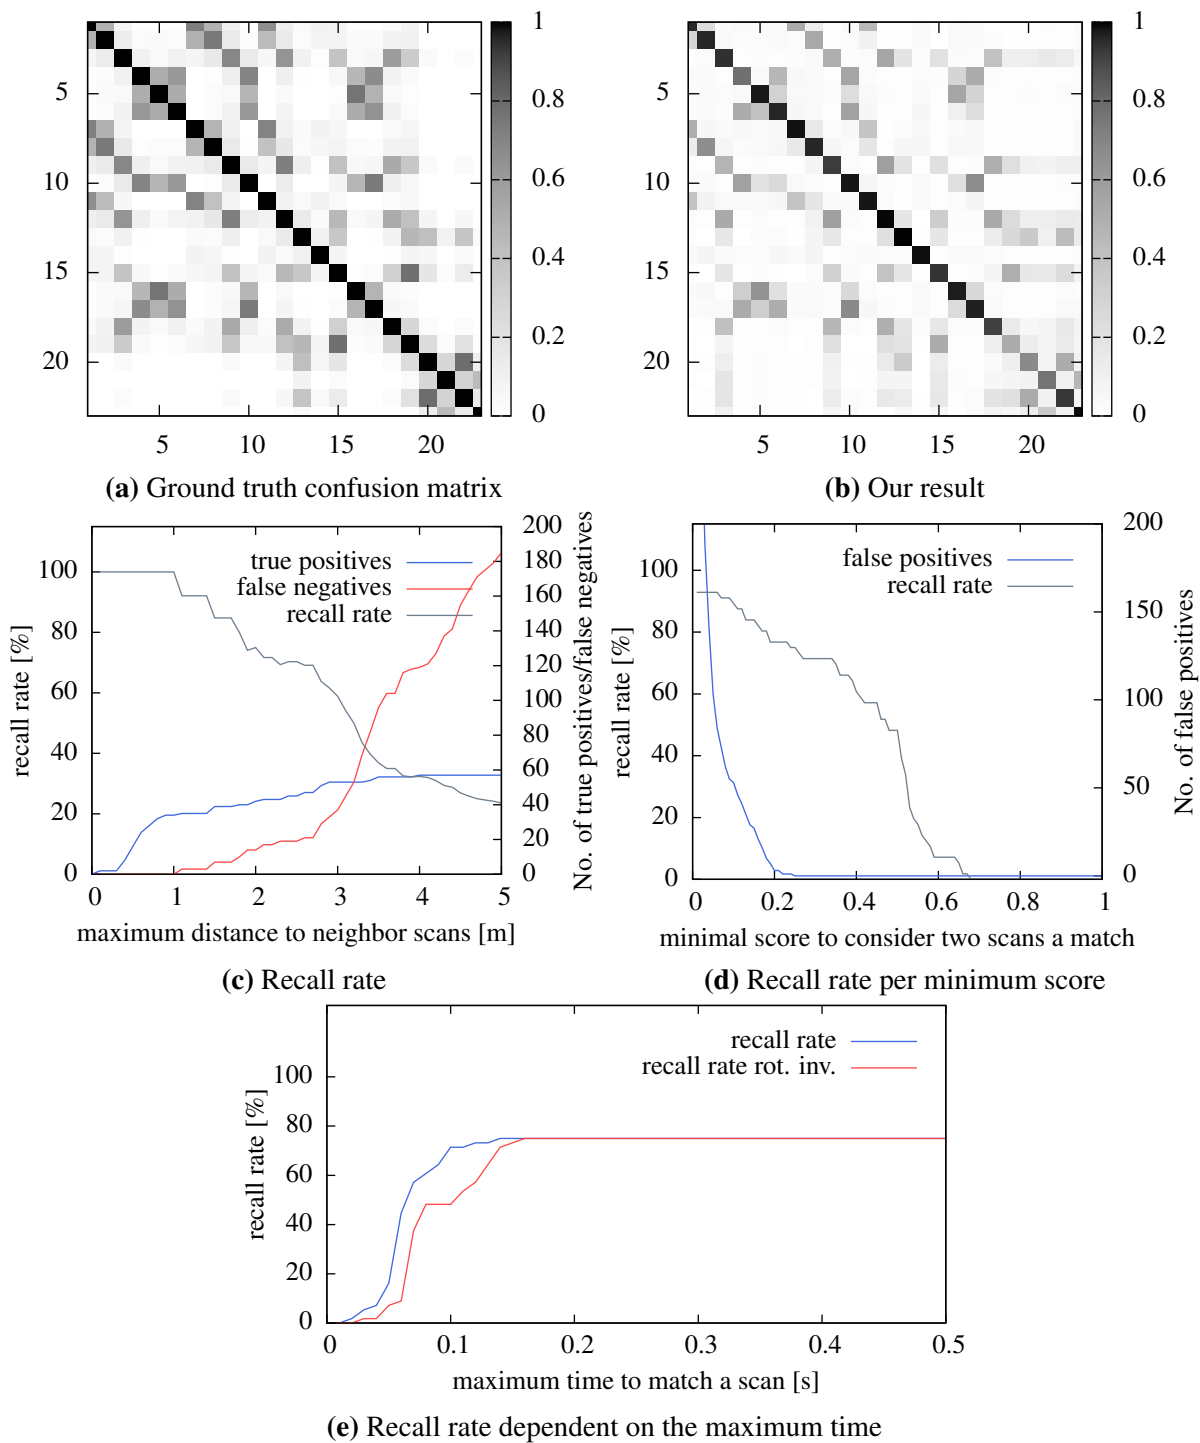 1
0.8
0.6
0.4
0.2
0
5
10
15
20
5 10 15 20
(a) Ground truth confusion matrix
1
0.8
0.6
0.4
0.2
0
5
10
15
20
5 10 15 20
(b) Our result
recall rate [%]
100
80
60
40
20
0
true positives
false negatives
recall rate
200
180
160
140
120
100
80
60
40
20
0
No. of true positives/false negatives
0 1 2 3 4 5
maximum distance to neighbor scans [m]
(c) Recall rate
recall rate [%]
100
80
60
40
20
0
false positives
recall rate
200
150
100
50
0
No. of false positives
0 0.2 0.4 0.6 0.8 1
minimal score to consider two scans a match
(d) Recall rate per minimum score
recall rate [%]
100
80
60
40
20
0
recall rate
recall rate rot. inv.
0 0.1 0.2 0.3 0.4 0.5
maximum time to match a scan [s]
(e) Recall rate dependent on the maximum time